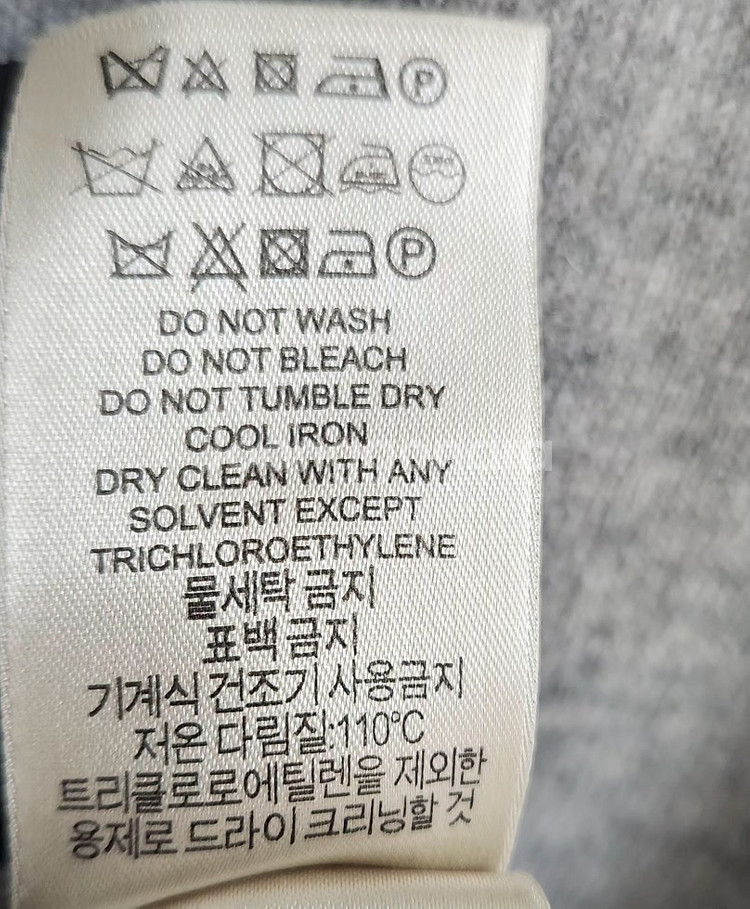 P
P
DO NOT WASH
DO NOT BLEACH
DO NOT TUMBLE DRY
COOL IRON
DRY CLEAN WITH ANY
SOLVENT EXCEPT
TRICHLOROETHYLENE
물세탁 금지
표백 금지
기계식 건조기 사용금지
저온 다림질:110°C
트리클로로에틸렌을 제외한
용제로 드라이 크리닝할 것